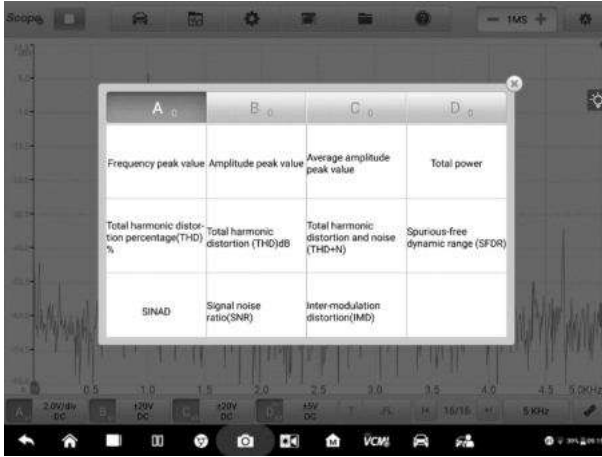 Scope
1MS
A 0
B 0
C 0
D 0
Frequency peak value
Amplitude peak value
Average amplitude
peak value
Total power
Total harmonic distor-
tion percentage(THD)
%
Total harmonic
distortion (THD)dB
Total harmonic
distortion and noise
(THD+N)
Spurious-free
dynamic range (SFDR)
SINAD
Signal noise
ratio(SNR)
Inter-modulation
distortion(IMD)
0.5 1.0 1.5 2.0 2.5 3.0 3.5 4.0 4.5 5.0KHz
A 2.0V/div
DC
B ±20V
DC
C ±20V
DC
D ±5V
DC
T
16/16
5 KHz
VCMI